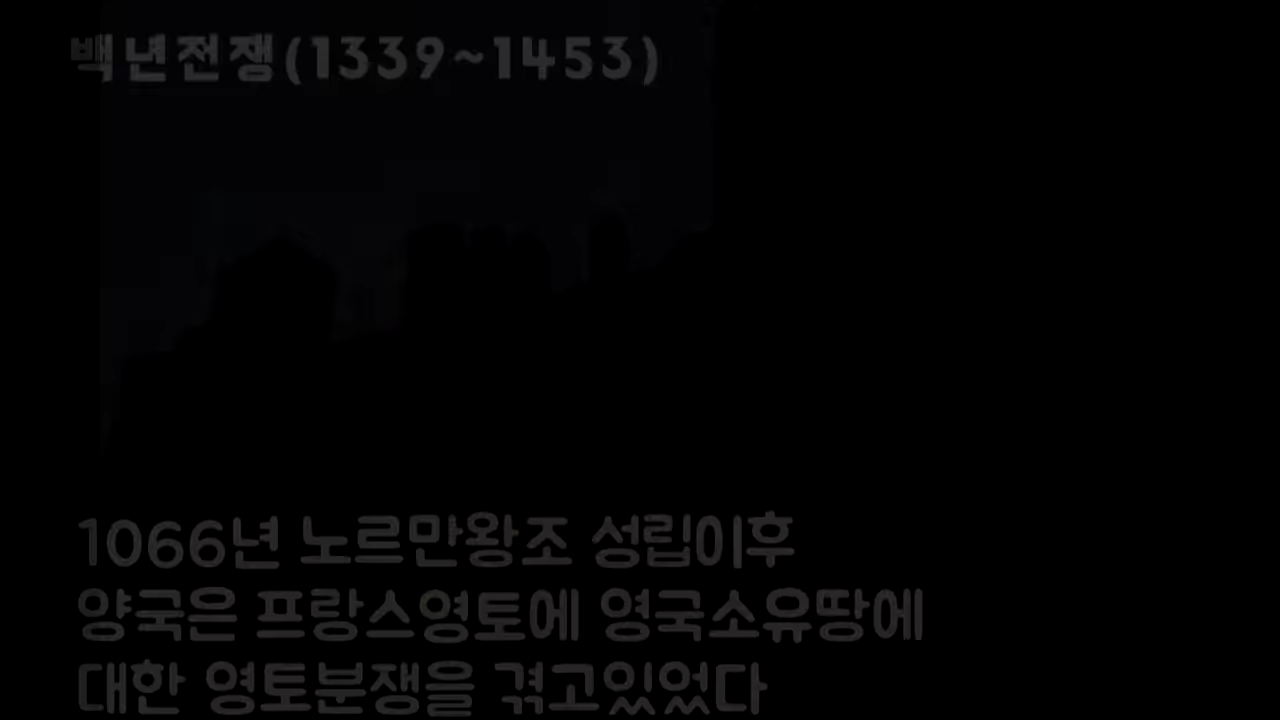 백년전쟁(1339~1453)
1066년 노르만왕조 성립이후
양국은 프랑스영토에 영국소유땅에
대한 영토분쟁을 겪고있었다